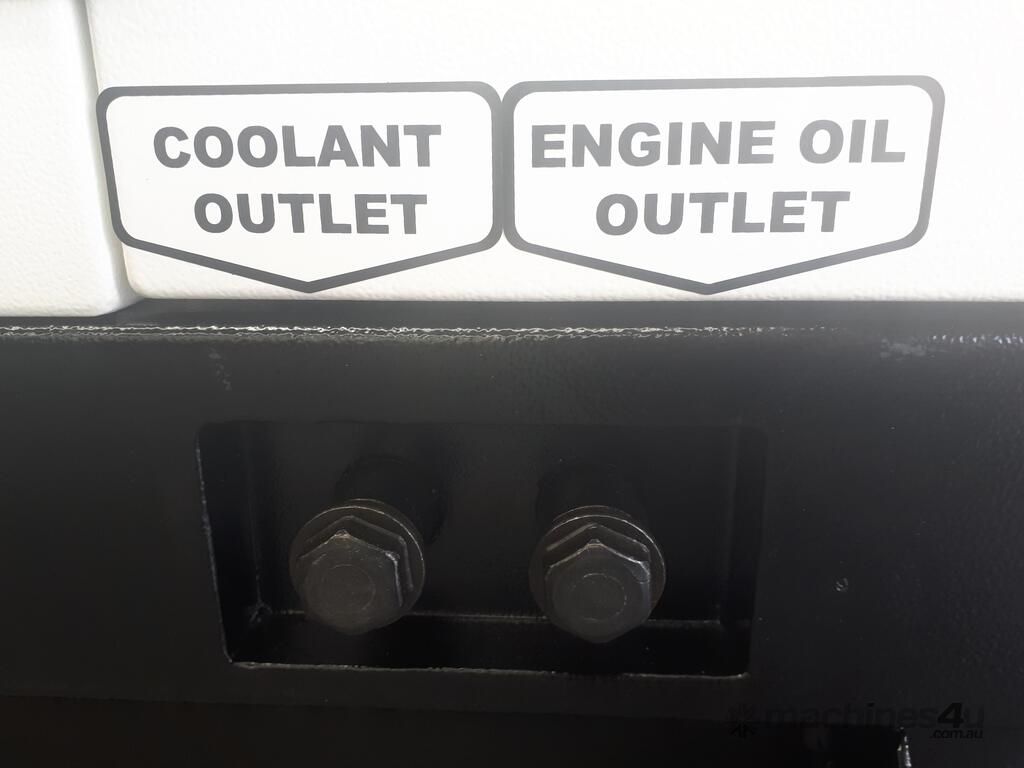 COOLANT
OUTLET
ENGINE OIL
OUTLET
machines4u
.com.au